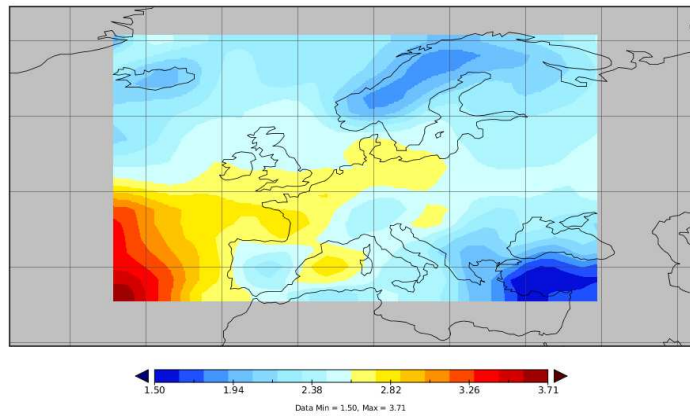 1.50 1.94 2.38 2.82 3.26 3.71
Data Min = 1.50, Max = 3.71